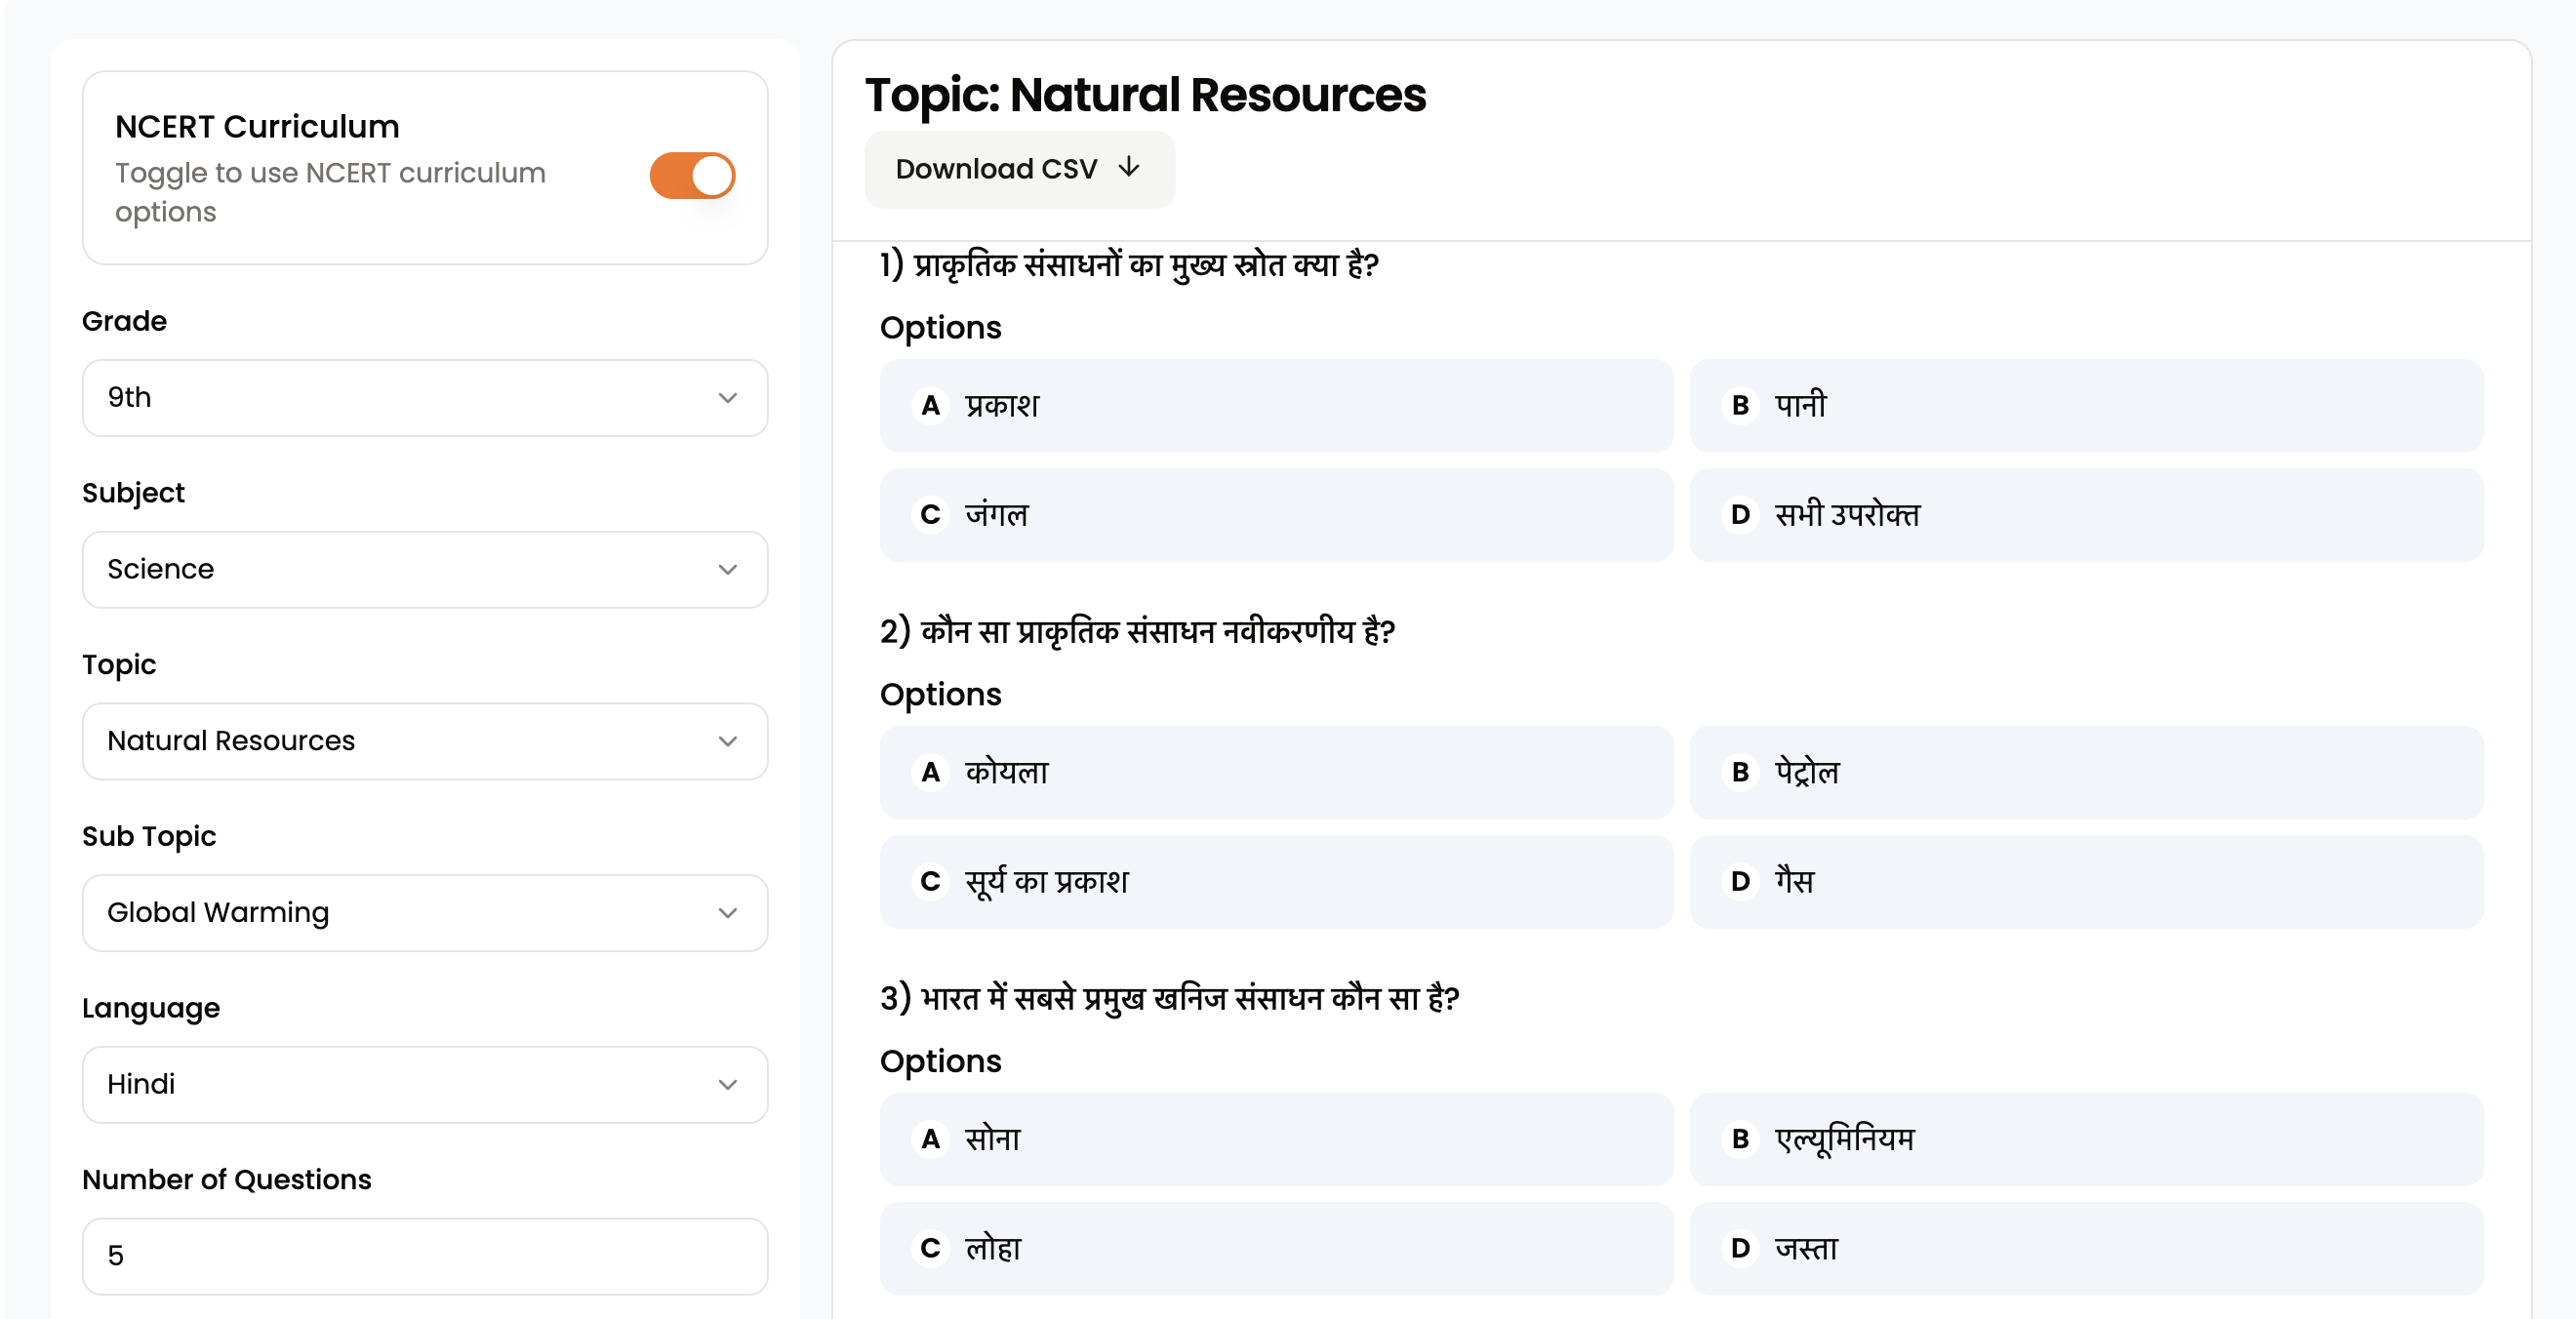 NCERT Curriculum
Toggle to use NCERT curriculum
options
Grade
9th
Subject
Science
Topic
Natural Resources
Sub Topic
Global Warming
Language
Hindi
Number of Questions
5
Topic: Natural Resources
Download CSV ↓
1) प्राकृतिक संसाधनों का मुख्य स्रोत क्या है?
Options
A प्रकाश
B पानी
C जंगल
D सभी उपरोक्त
2) कौन सा प्राकृतिक संसाधन नवीकरणीय है?
Options
A कोयला
B पेट्रोल
C सूर्य का प्रकाश
D गैस
3) भारत में सबसे प्रमुख खनिज संसाधन कौन सा है?
Options
A सोना
B एल्यूमिनियम
C लोहा
D जस्ता